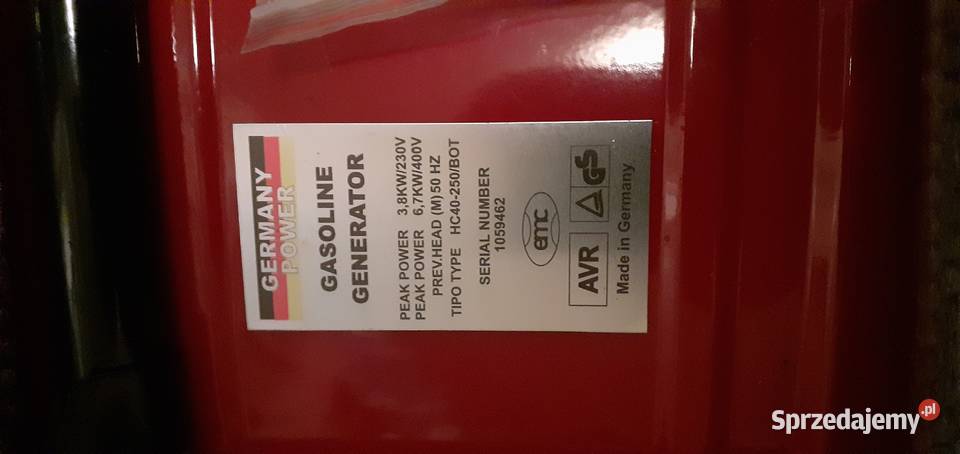 GERMANY
POWER
GASOLINE
GENERATOR
PEAK POWER 3,8KW/230V
PEAK POWER 6,7KW/400V
PREV.HEAD (M) 50 HZ
TIPO TYPE HC40-250/BOT
SERIAL NUMBER
1059462
emc
AVR GS
Made in Germany
Sprzedajemy.pl